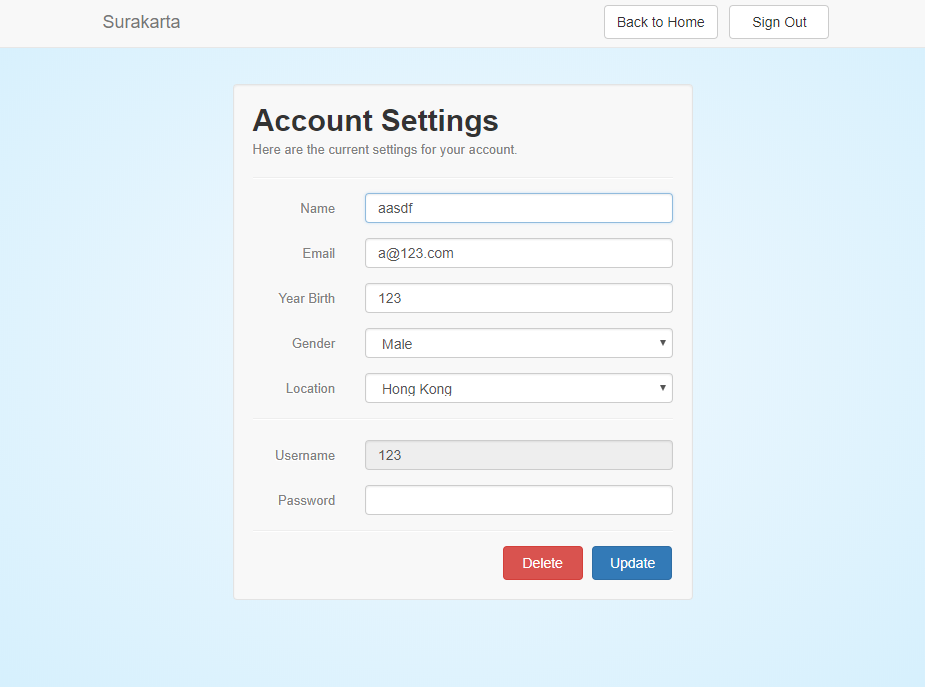 Surakarta
Back to Home
Sign Out
Account Settings
Here are the current settings for your account.
Name
aasdf
Email
a@123.com
Year Birth
123
Gender
Male
Location
Hong Kong
Username
123
Password
Delete
Update